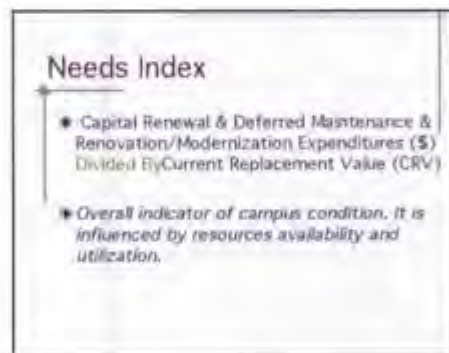 Needs Index
Capital Renewal & Deferred Maintenance &
Renovation/Modernization Expenditures ($)
Divided ByCurrent Replacement Value (CRV)
Overall indicator of campus condition. It is
influenced by resources availability and
utilization.